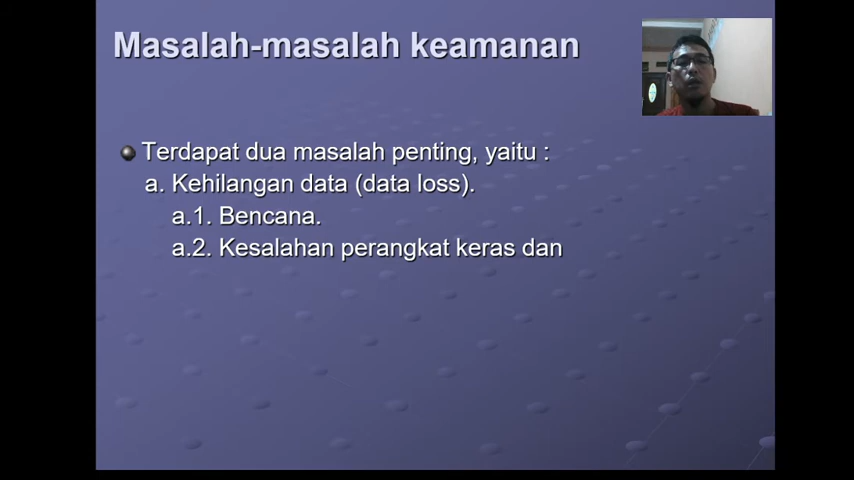 Masalah-masalah keamanan
Terdapat dua masalah penting, yaitu :
a. Kehilangan data (data loss).
a.1. Bencana.
a.2. Kesalahan perangkat keras dan